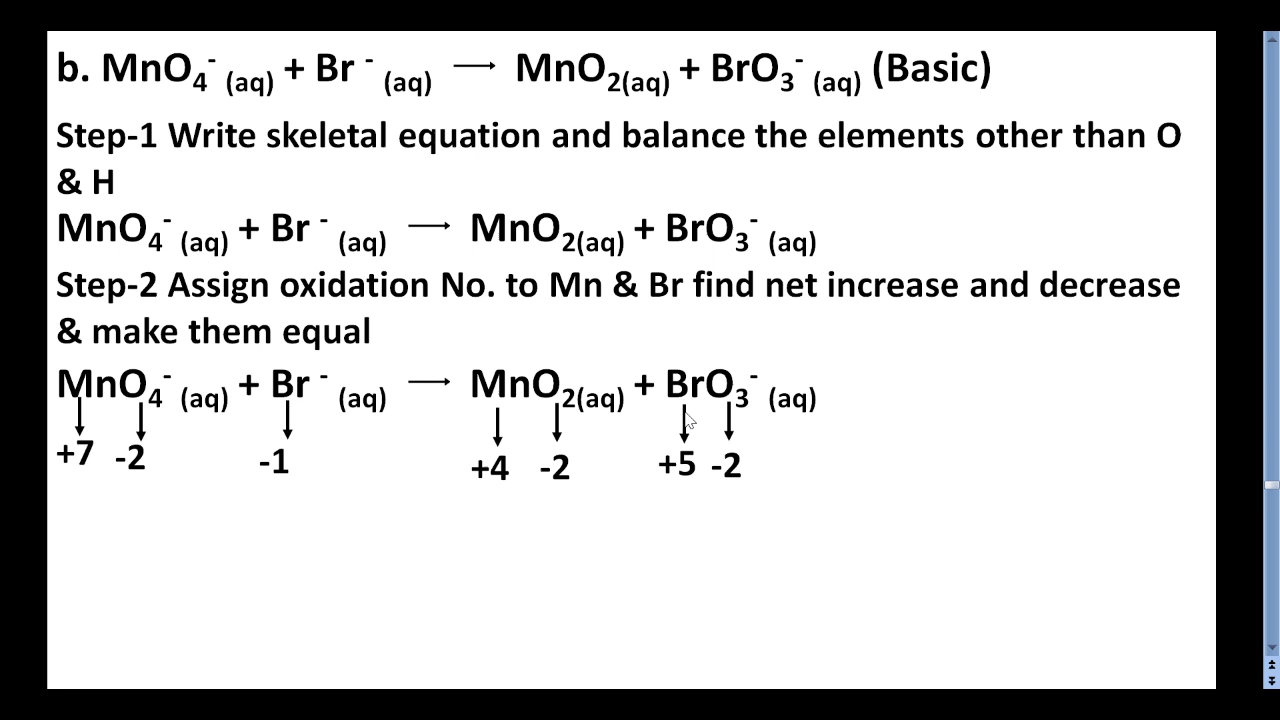 b. MnO₄⁻ (aq) + Br ⁻ (aq) → MnO₂(aq) + BrO₃⁻ (aq) (Basic)
Step-1 Write skeletal equation and balance the elements other than O
& H
MnO₄⁻ (aq) + Br ⁻ (aq) → MnO₂(aq) + BrO₃⁻ (aq)
Step-2 Assign oxidation No. to Mn & Br find net increase and decrease
& make them equal
MnO₄⁻ (aq) + Br ⁻ (aq) → MnO₂(aq) + BrO₃⁻ (aq)
+7 -2 -1 +4 -2 +5 -2